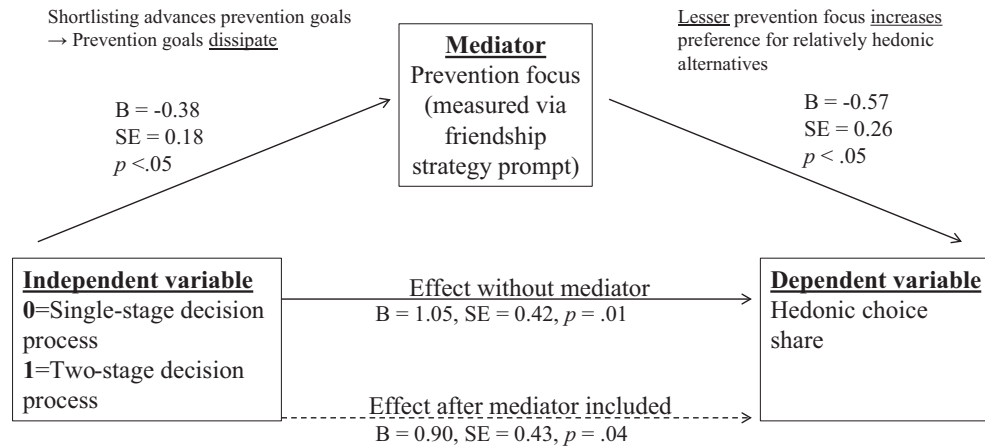 Shortlisting advances prevention goals
→ Prevention goals dissipate
Mediator
Prevention focus
(measured via
friendship
strategy prompt)
Lesser prevention focus increases
preference for relatively hedonic
alternatives
B = -0.38
SE = 0.18
p <.05
B = -0.57
SE = 0.26
p < .05
Independent variable
0=Single-stage decision
process
1=Two-stage decision
process
Effect without mediator
B = 1.05, SE = 0.42, p = .01
Dependent variable
Hedonic choice
share
Effect after mediator included
B = 0.90, SE = 0.43, p = .04